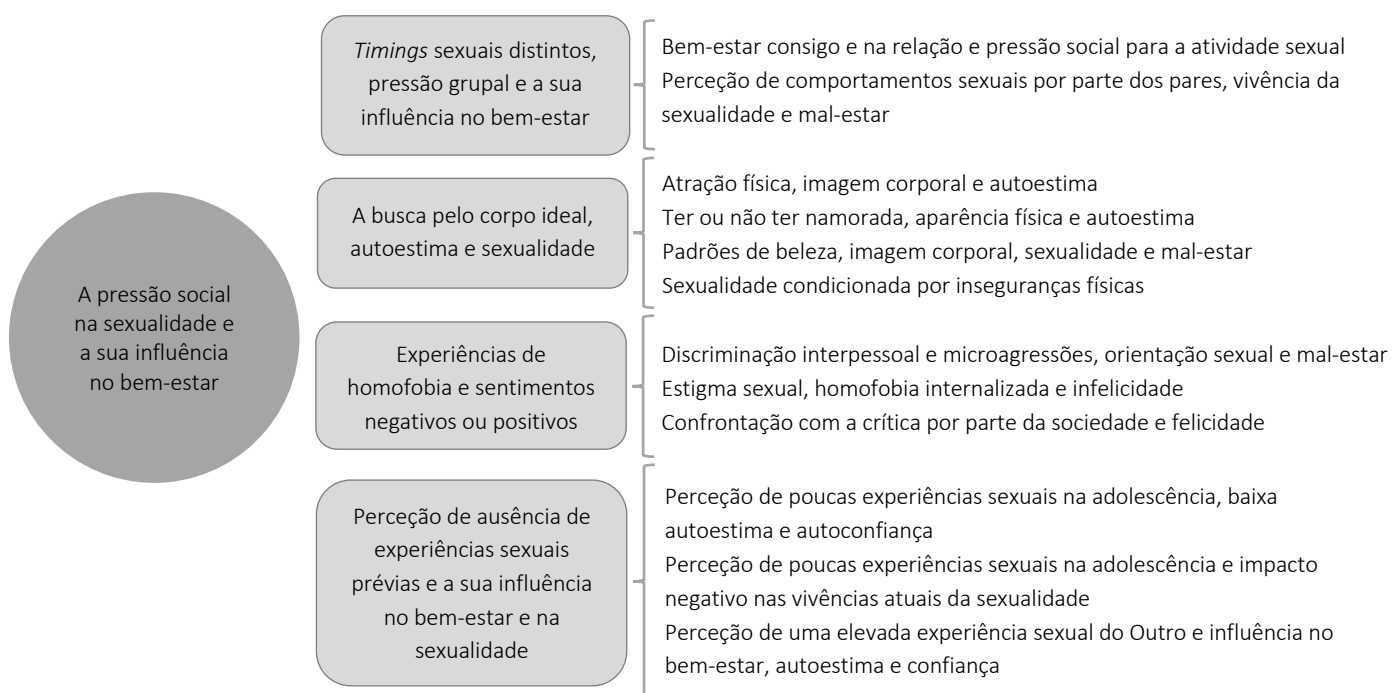 A pressão social
na sexualidade e
a sua influência
no bem-estar
Timings sexuais distintos,
pressão grupal e a sua
influência no bem-estar
Bem-estar consigo e na relação e pressão social para a atividade sexual
Perceção de comportamentos sexuais por parte dos pares, vivência da
sexualidade e mal-estar
A busca pelo corpo ideal,
autoestima e sexualidade
Atração física, imagem corporal e autoestima
Ter ou não ter namorada, aparência física e autoestima
Padrões de beleza, imagem corporal, sexualidade e mal-estar
Sexualidade condicionada por inseguranças físicas
Experiências de
homofobia e sentimentos
negativos ou positivos
Discriminação interpessoal e microagressões, orientação sexual e mal-estar
Estigma sexual, homofobia internalizada e infelicidade
Confrontação com a crítica por parte da sociedade e felicidade
Perceção de ausência de
experiências sexuais
prévias e a sua influência
no bem-estar e na
sexualidade
Perceção de poucas experiências sexuais na adolescência, baixa
autoestima e autoconfiança
Perceção de poucas experiências sexuais na adolescência e impacto
negativo nas vivências atuais da sexualidade
Perceção de uma elevada experiência sexual do Outro e influência no
bem-estar, autoestima e confiança